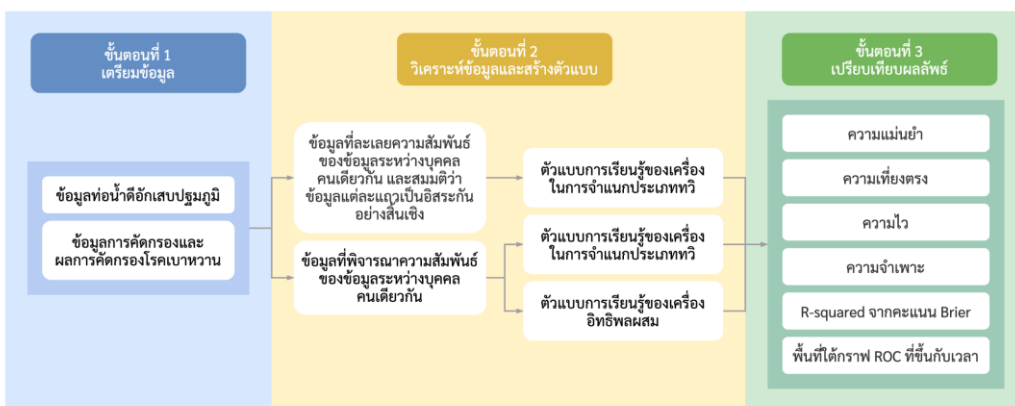 ขั้นตอนที่ 1
เตรียมข้อมูล
ข้อมูลท่อน้ำดีอักเสบปฐมภูมิ
ข้อมูลการคัดกรองและ
ผลการคัดกรองโรคเบาหวาน
ขั้นตอนที่ 2
วิเคราะห์ข้อมูลและสร้างตัวแบบ
ข้อมูลที่ละเลยความสัมพันธ์
ของข้อมูลระหว่างบุคคล
คนเดียวกัน และสมมติว่า
ข้อมูลแต่ละแถวเป็นอิสระกัน
อย่างสิ้นเชิง
ข้อมูลที่พิจารณาความสัมพันธ์
ของข้อมูลระหว่างบุคคล
คนเดียวกัน
ตัวแบบการเรียนรู้ของเครื่อง
ในการจำแนกประเภททวิ
ตัวแบบการเรียนรู้ของเครื่อง
ในการจำแนกประเภททวิ
ตัวแบบการเรียนรู้ของเครื่อง
อิทธิพลผสม
ขั้นตอนที่ 3
เปรียบเทียบผลลัพธ์
ความแม่นยำ
ความเที่ยงตรง
ความไว
ความจำเพาะ
R-squared จากคะแนน Brier
พื้นที่ใต้กราฟ ROC ที่ขึ้นกับเวลา